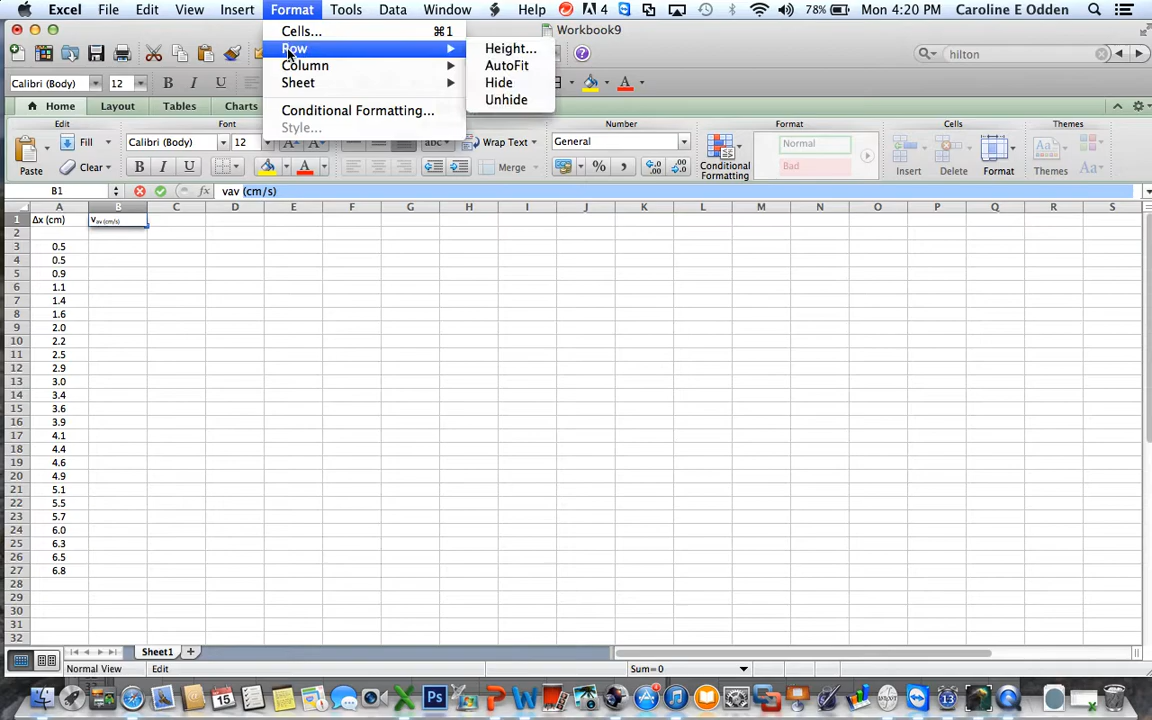 Excel File Edit View Insert Format Tools Data Window Help 4 78% Mon 4:20 PM Caroline E Odden
Workbook9
hilton
Calibri (Body) 12 B I U A
Home Layout Tables Charts
Edit Font Number Format Cells Themes
Paste Fill Clear
Calibri (Body) 12 A A abc Wrap Text General
B I U A A Merge % ,
Conditional Formatting Normal Bad Insert Delete Format Themes Aa
Cells... ⌘1
Row
Column
Sheet
Conditional Formatting...
Style...
Height...
AutoFit
Hide
Unhide
B1 fx vav (cm/s)
A B C D E F G H I J K L M N O P Q R S
1 Δx (cm) vav (cm/s)
2
3 0.5
4 0.5
5 0.9
6 1.1
7 1.4
8 1.6
9 2.0
10 2.2
11 2.5
12 2.9
13 3.0
14 3.4
15 3.6
16 3.9
17 4.1
18 4.4
19 4.6
20 4.9
21 5.1
22 5.5
23 5.7
24 6.0
25 6.3
26 6.5
27 6.8
28
29
30
31
32
Sheet1
Normal View Edit Sum=0
15 Ps P W 13